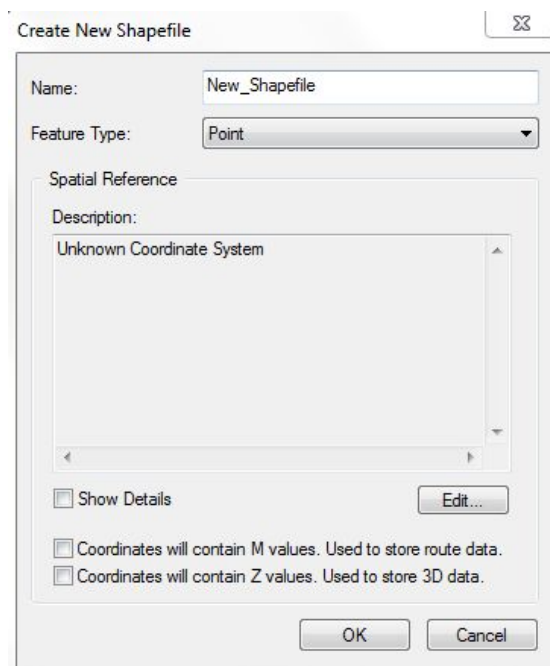 Create New Shapefile
Name: New_Shapefile
Feature Type: Point
Spatial Reference
Description:
Unknown Coordinate System
Show Details Edit...
Coordinates will contain M values. Used to store route data.
Coordinates will contain Z values. Used to store 3D data.
OK Cancel